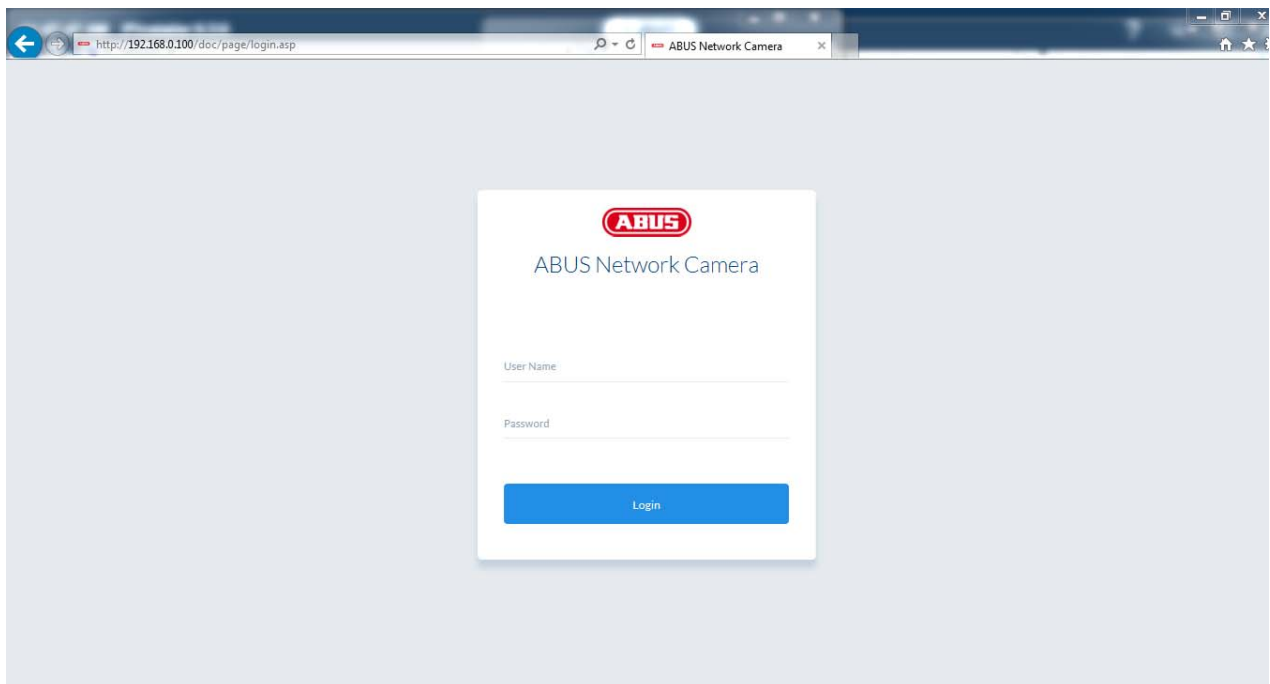 http://192.168.0.100/doc/page/login.asp
ABUS Network Camera
ABUS
ABUS Network Camera
User Name
Password
Login